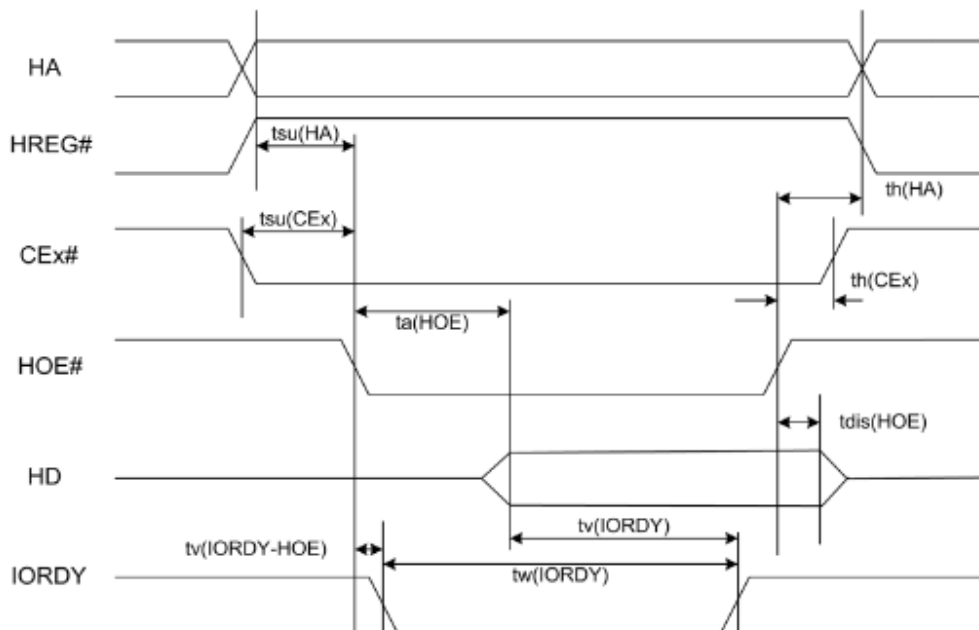 HA
HREG#
tsu(HA)
th(HA)
tsu(CEx)
CEx#
th(CEx)
ta(HOE)
HOE#
tdis(HOE)
HD
tv(IORDY)
tv(IORDY-HOE)
IORDY
tw(IORDY)